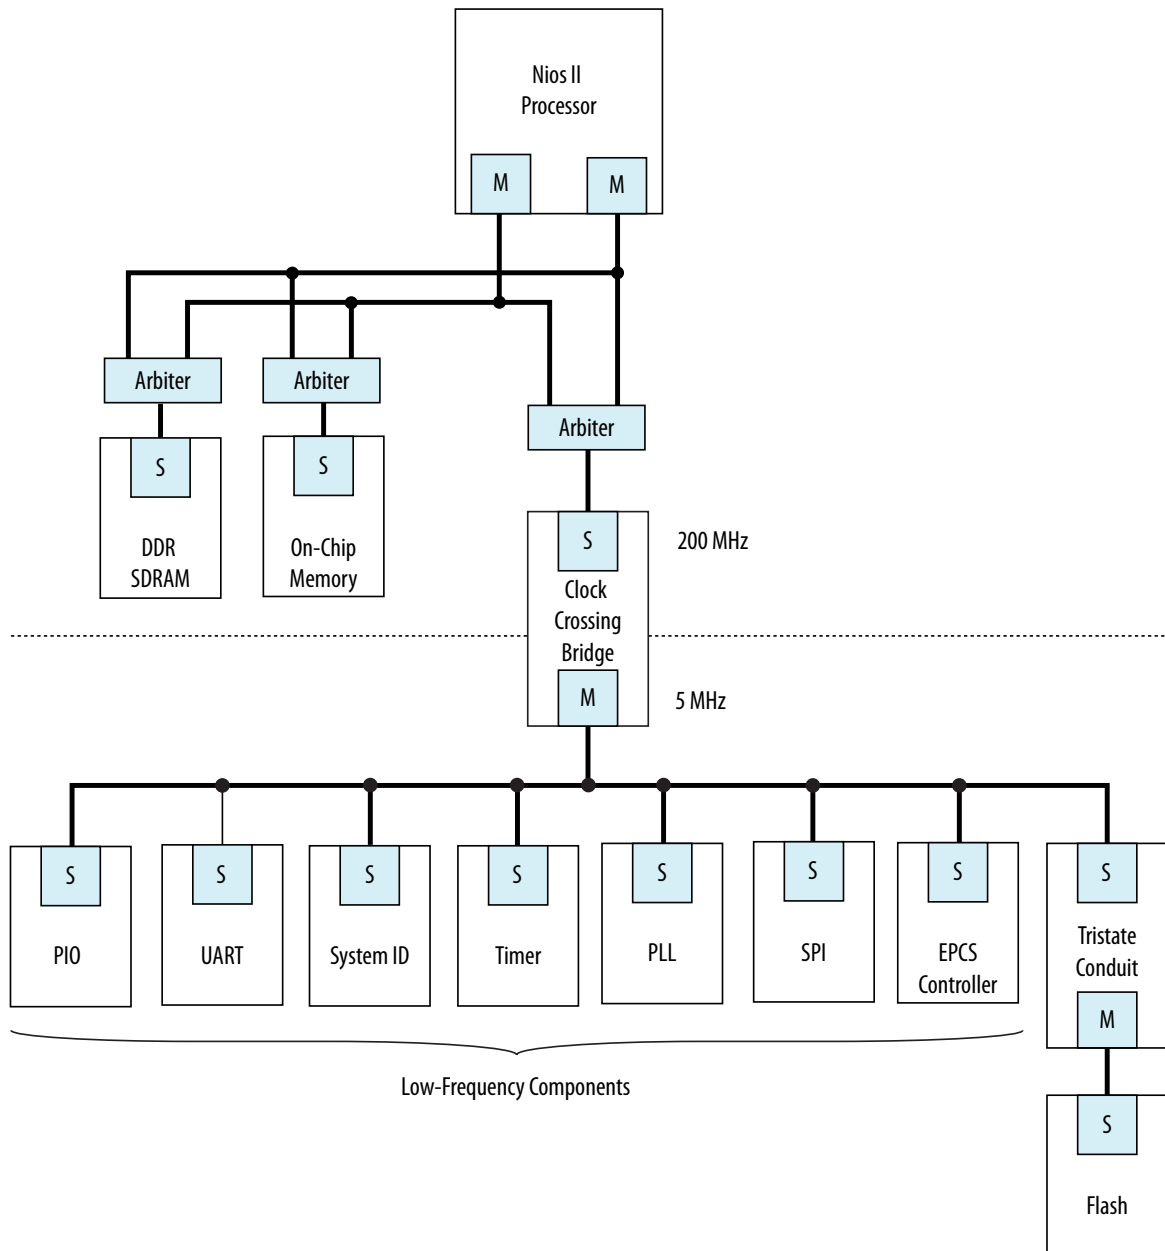 Nios II
Processor
M
M
Arbiter
Arbiter
Arbiter
S
S
DDR
SDRAM
On-Chip
Memory
S
200 MHz
Clock
Crossing
Bridge
M
5 MHz
S
S
S
S
S
S
S
S
PIO
UART
System ID
Timer
PLL
SPI
EPCS
Controller
Tristate
Conduit
M
Low-Frequency Components
S
Flash